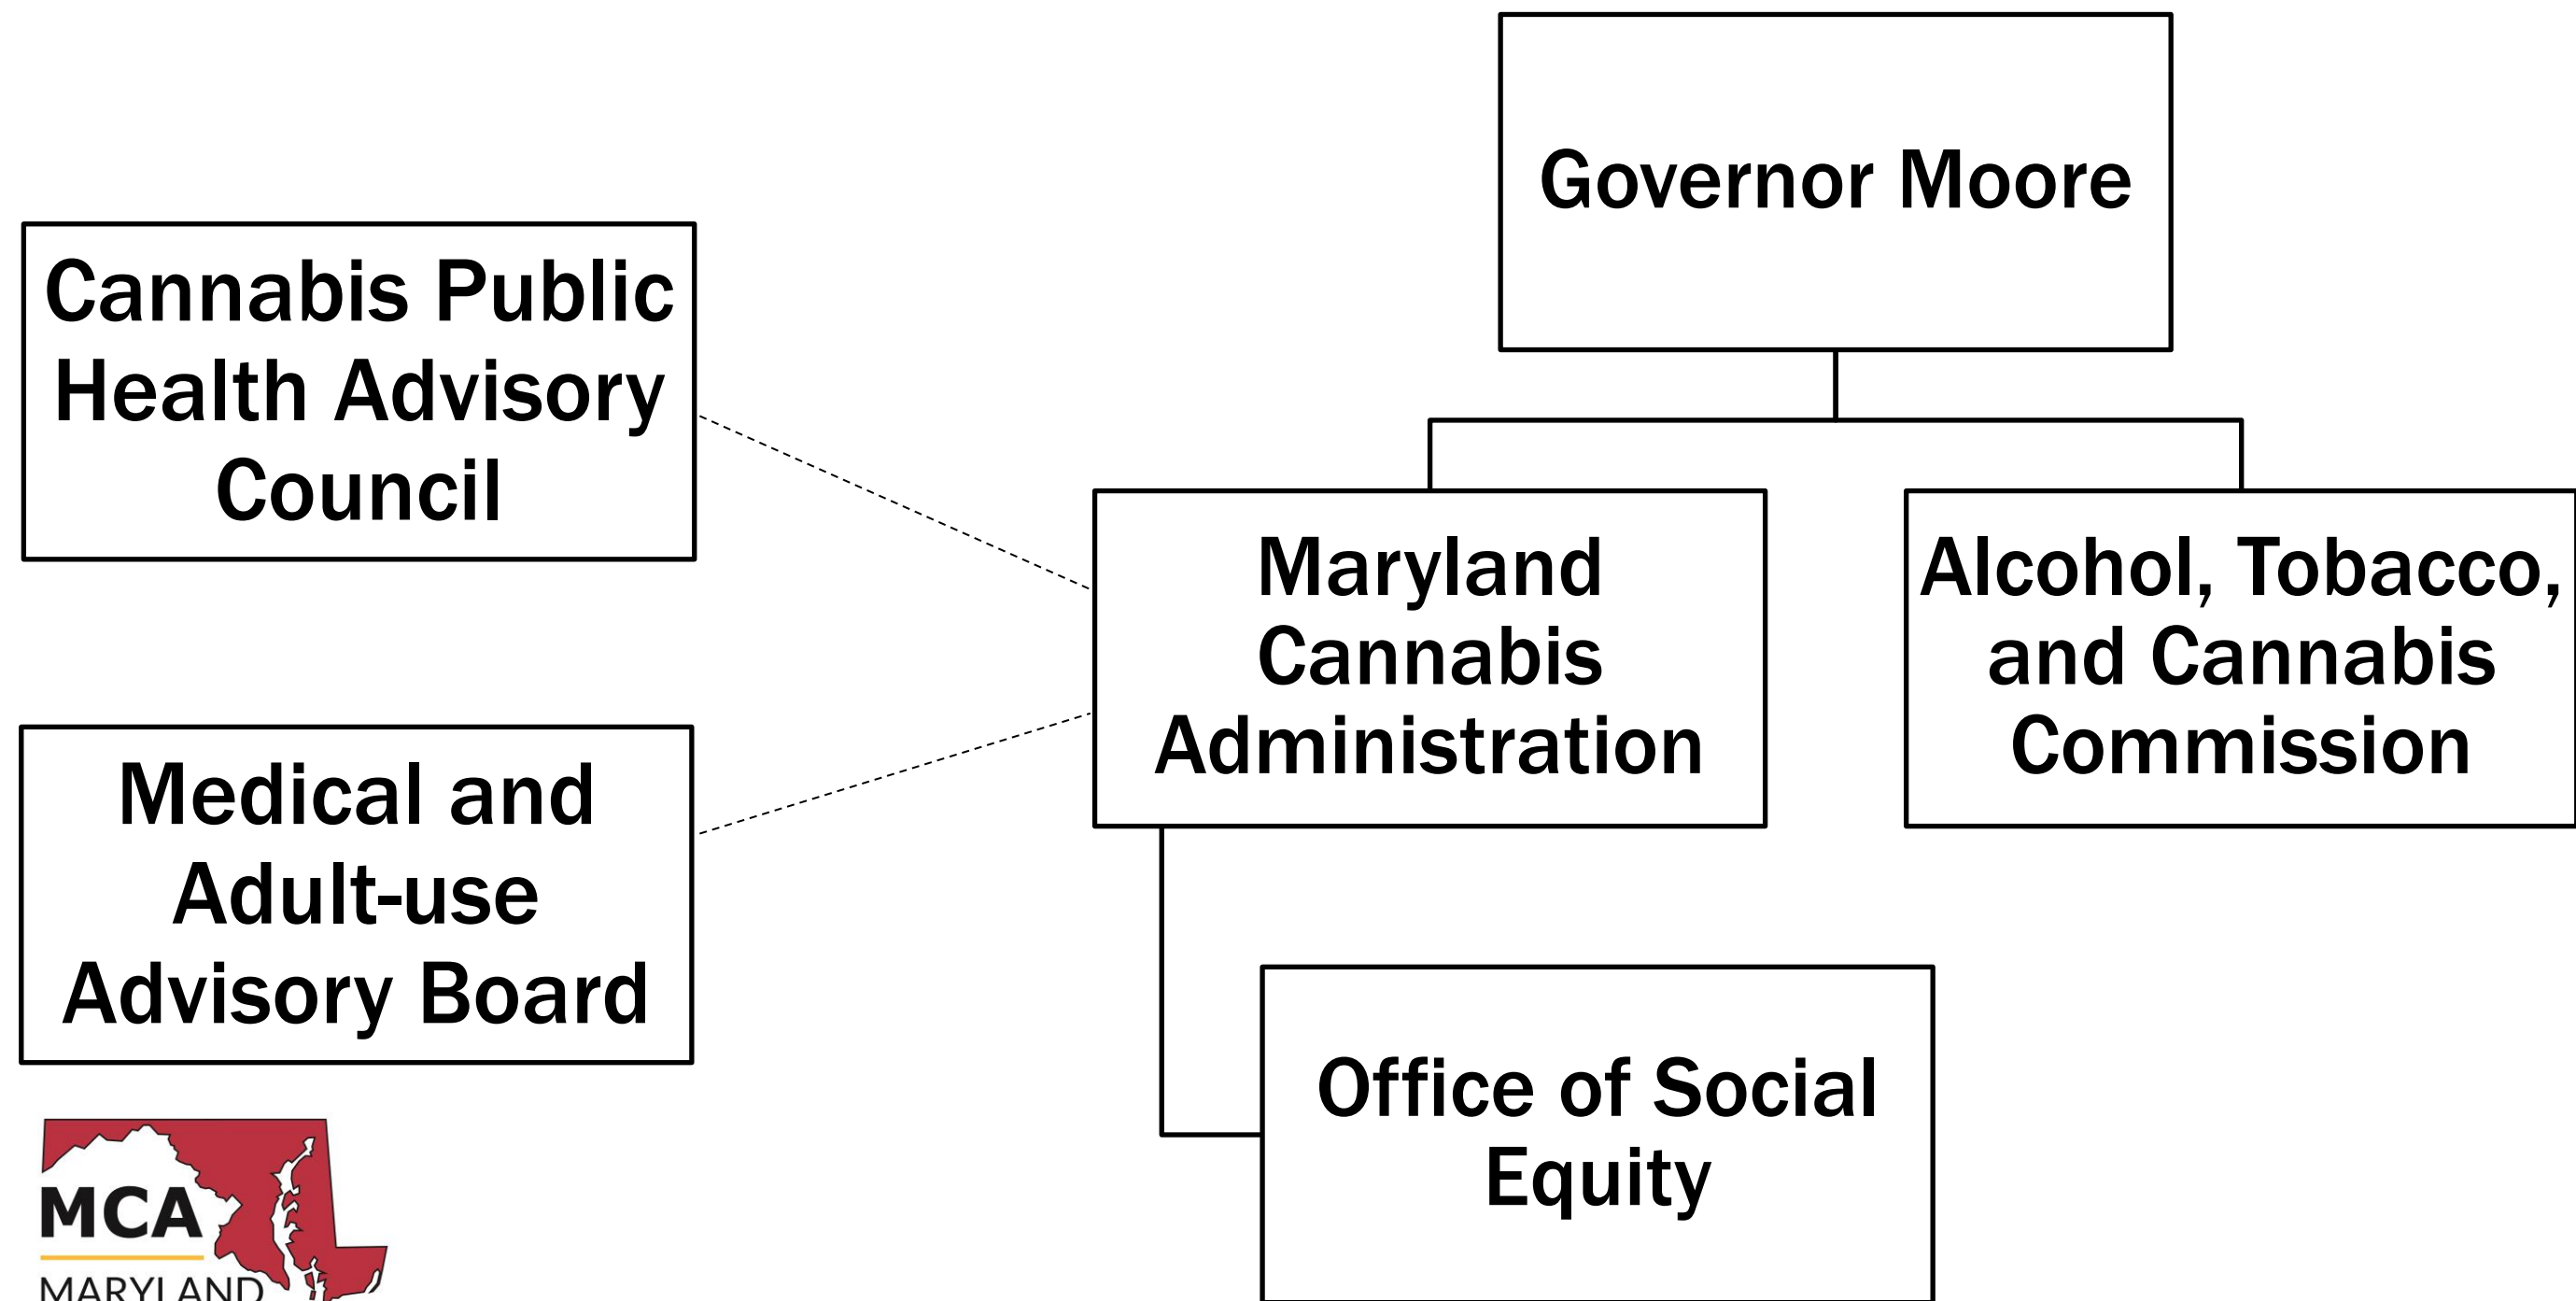 Governor Moore
Cannabis Public
Health Advisory
Council
Maryland
Cannabis
Administration
Alcohol, Tobacco,
and Cannabis
Commission
Medical and
Adult-use
Advisory Board
Office of Social
Equity
MCA
MARYLAND